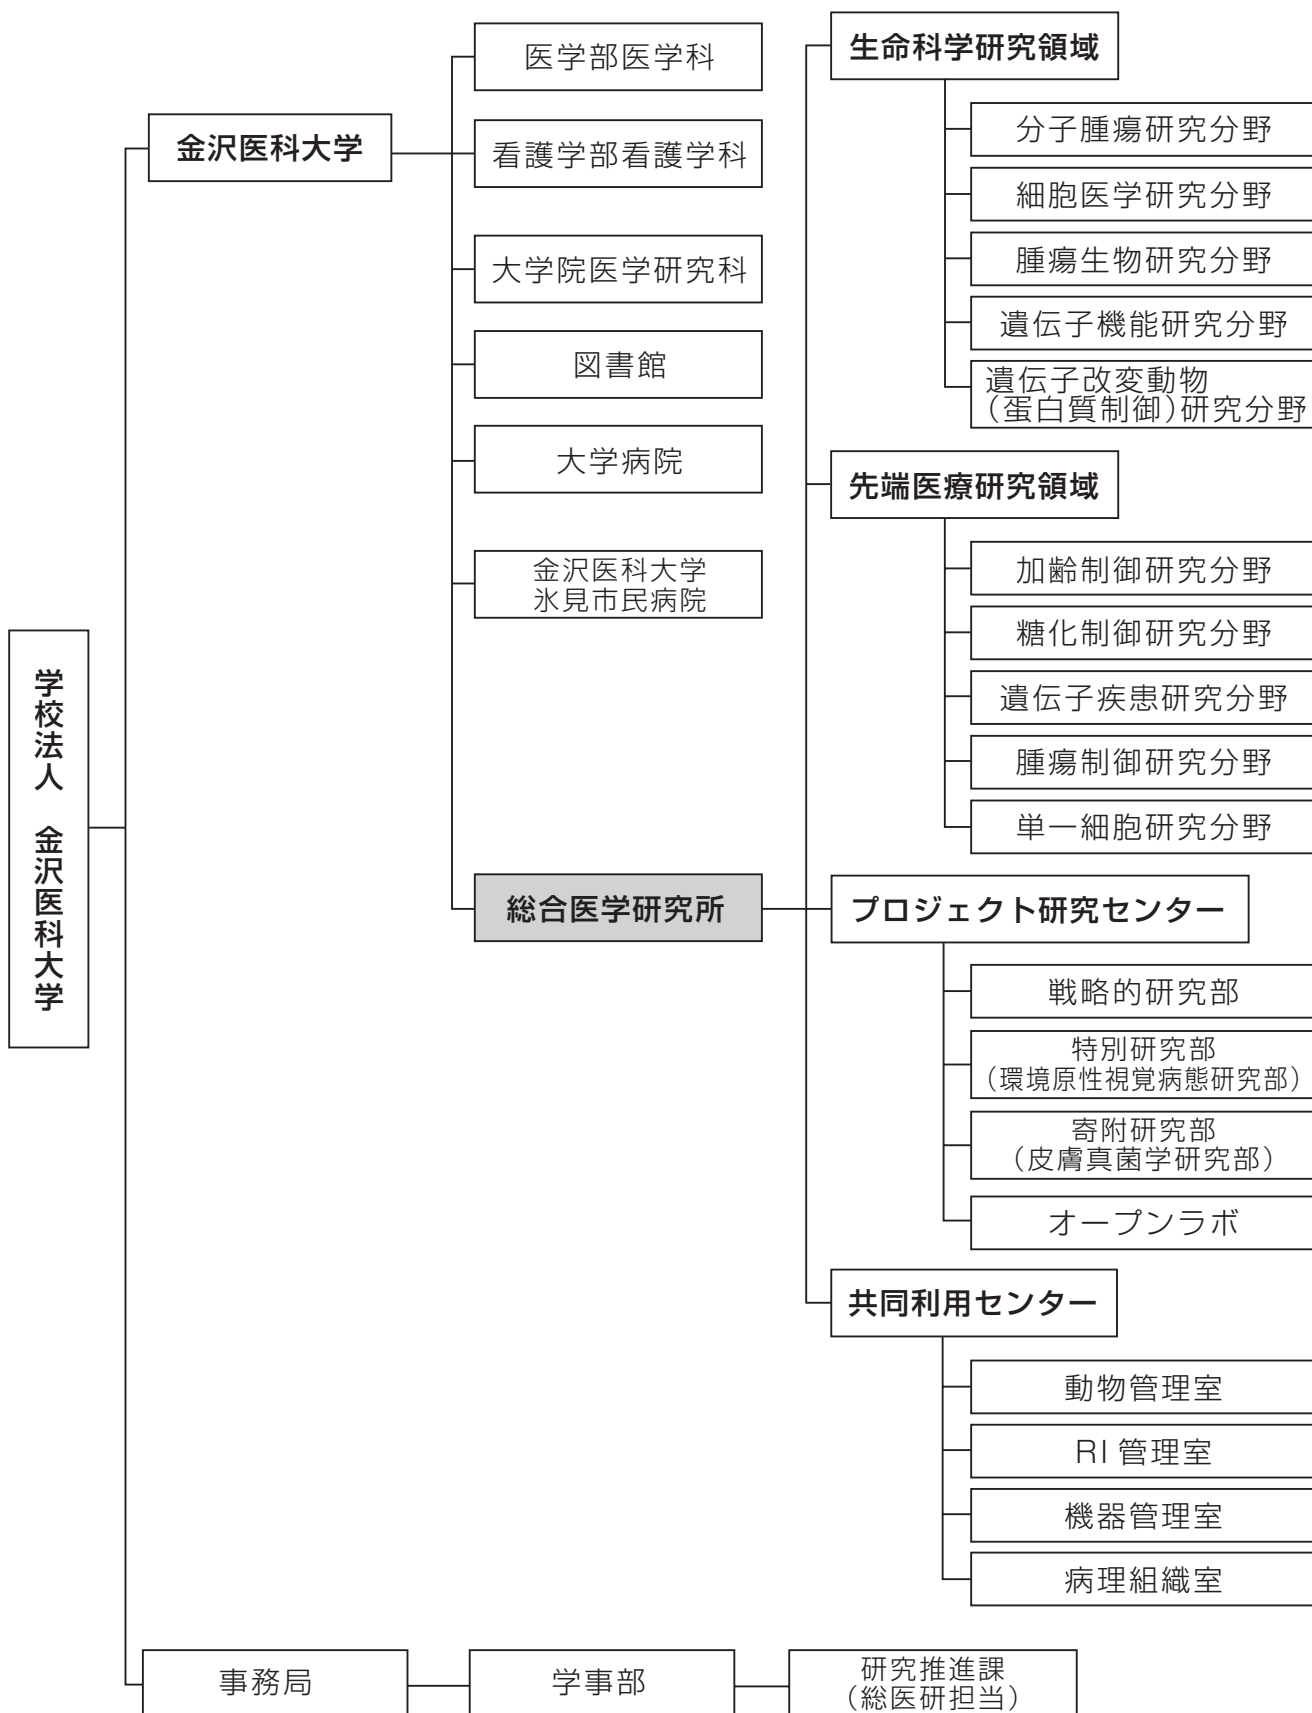 学校法人　金沢医科大学
金沢医科大学
医学部医学科
看護学部看護学科
大学院医学研究科
図書館
大学病院
金沢医科大学
氷見市民病院
総合医学研究所
生命科学研究領域
分子腫瘍研究分野
細胞医学研究分野
腫瘍生物研究分野
遺伝子機能研究分野
遺伝子改変動物
（蛋白質制御）研究分野
先端医療研究領域
加齢制御研究分野
糖化制御研究分野
遺伝子疾患研究分野
腫瘍制御研究分野
単一細胞研究分野
プロジェクト研究センター
戦略的研究部
特別研究部
（環境原性視覚病態研究部）
寄附研究部
（皮膚真菌学研究部）
オープンラボ
共同利用センター
動物管理室
RI 管理室
機器管理室
病理組織室
事務局
学事部
研究推進課
（総医研担当）